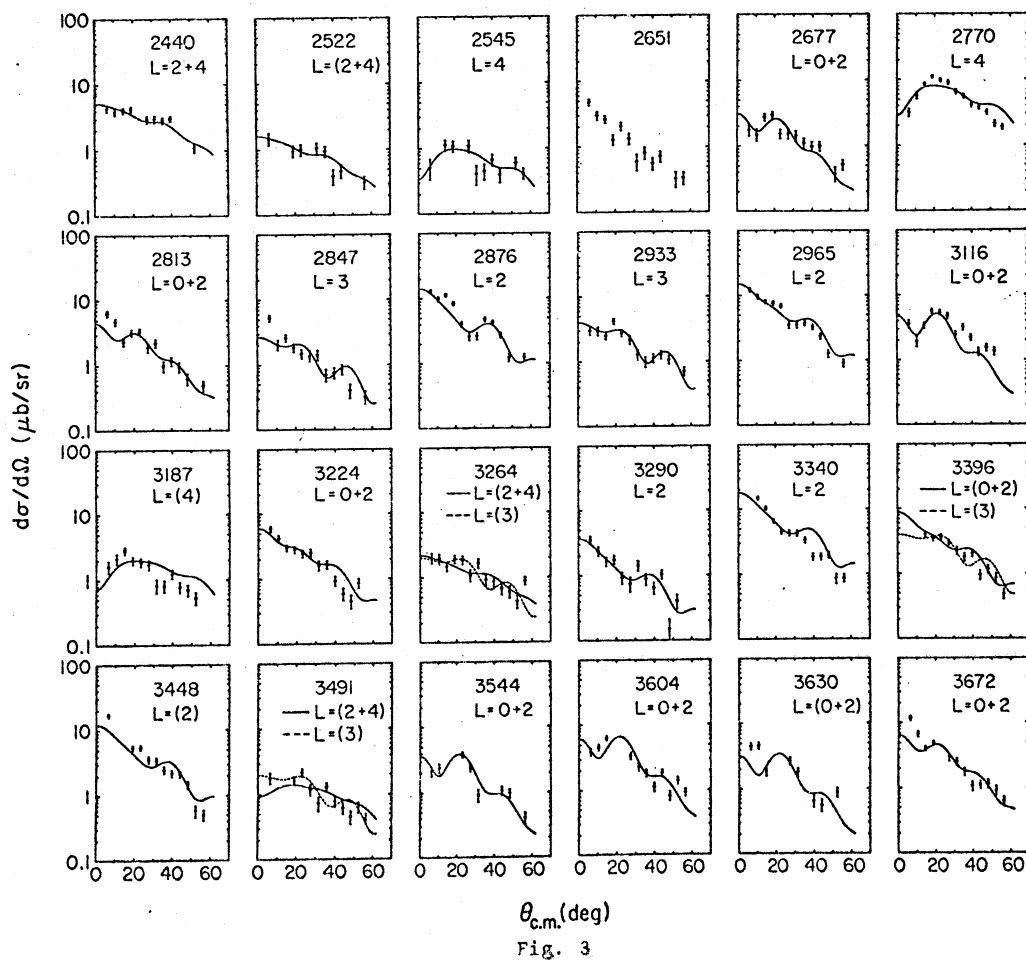 dσ/dΩ (μb/sr)
100
10
1
0.1
2440
L=2+4
2522
L=(2+4)
2545
L=4
2651
2677
L=0+2
2770
L=4
100
10
1
0.1
2813
L=0+2
2847
L=3
2876
L=2
2933
L=3
2965
L=2
3116
L=0+2
100
10
1
0.1
3187
L=(4)
3224
L=0+2
3264
L=(2+4)
L=(3)
3290
L=2
3340
L=2
3396
L=(0+2)
L=(3)
100
10
1
0.1
3448
L=(2)
3491
L=(2+4)
L=(3)
3544
L=0+2
3604
L=0+2
3630
L=(0+2)
3672
L=0+2
0 20 40 60 0 20 40 60 0 20 40 60 0 20 40 60 0 20 40 60 0 20 40 60
θc.m.(deg)
Fig. 3